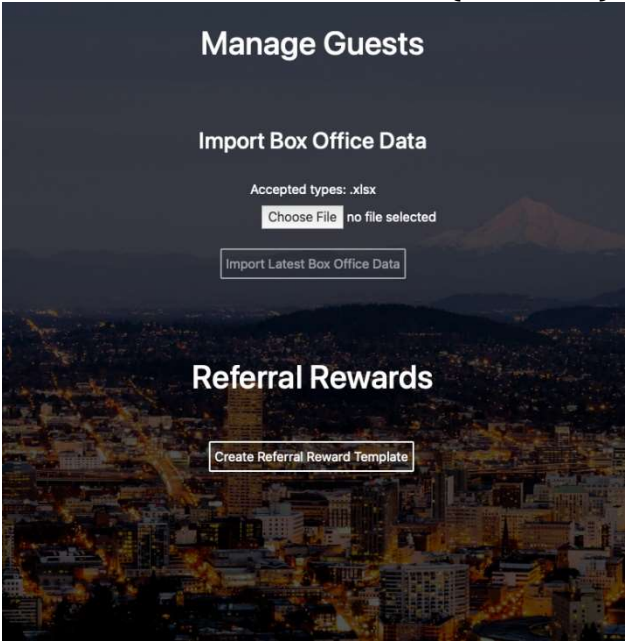 Manage Guests
Import Box Office Data
Accepted types: .xlsx
Choose File no file selected
Import Latest Box Office Data
Referral Rewards
Create Referral Reward Template